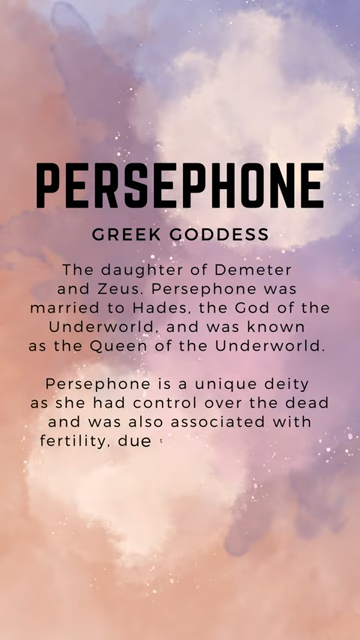 PERSEPHONE
GREEK GODDESS
The daughter of Demeter
and Zeus. Persephone was
married to Hades, the God of the
Underworld, and was known
as the Queen of the Underworld.
Persephone is a unique deity
as she had control over the dead
and was also associated with
fertility, due